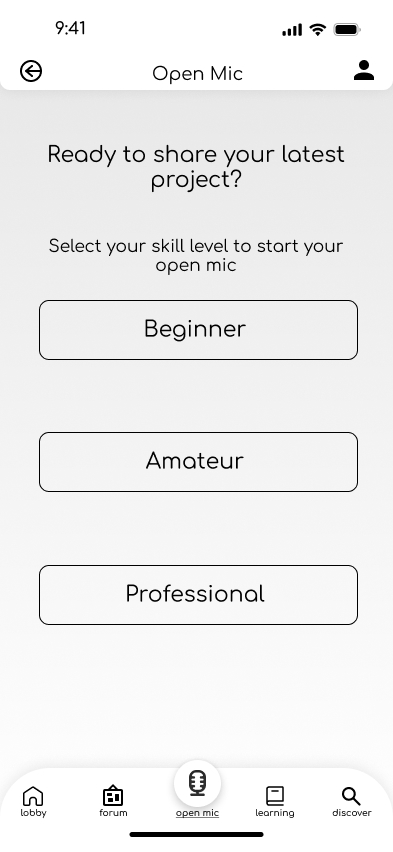 9:41
Open Mic
Ready to share your latest
project?
Select your skill level to start your
open mic
Beginner
Amateur
Professional
lobby
forum
open mic
learning
discover